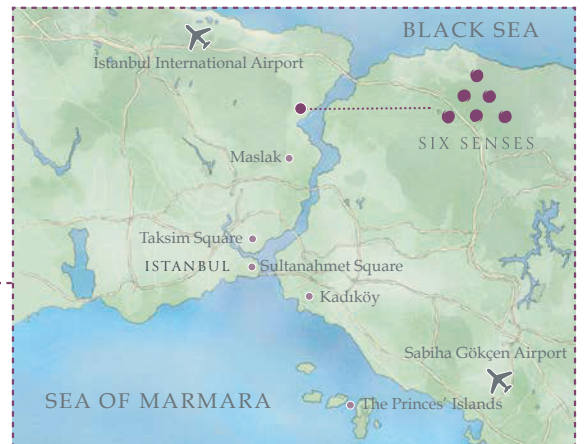 BLACK SEA
İstanbul International Airport
SIX SENSES
Maslak
Taksim Square
ISTANBUL
Sultanahmet Square
Kadıköy
Sabiha Gökçen Airport
SEA OF MARMARA
The Princes' Islands